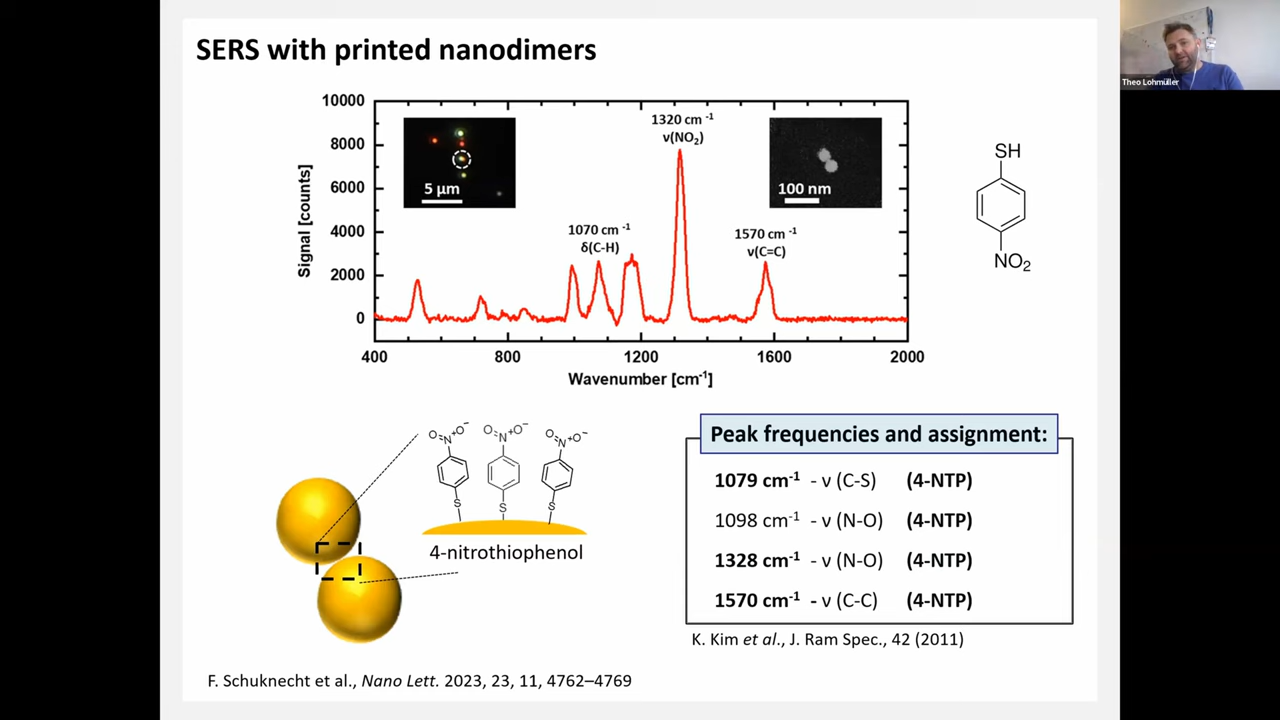 SERS with printed nanodimers
Theo Lohmüller
10000
8000
6000
4000
2000
0
Signal [counts]
5 µm
1070 cm⁻¹
δ(C-H)
1320 cm⁻¹
ν(NO₂)
1570 cm⁻¹
ν(C=C)
100 nm
400 800 1200 1600 2000
Wavenumber [cm⁻¹]
SH
NO₂
O N⁺ O⁻ O N⁺ O⁻ O N⁺ O⁻
S S S
4-nitrothiophenol
Peak frequencies and assignment:
1079 cm⁻¹ - ν (C-S) (4-NTP)
1098 cm⁻¹ - ν (N-O) (4-NTP)
1328 cm⁻¹ - ν (N-O) (4-NTP)
1570 cm⁻¹ - ν (C-C) (4-NTP)
K. Kim et al., J. Ram Spec., 42 (2011)
F. Schuknecht et al., Nano Lett. 2023, 23, 11, 4762–4769